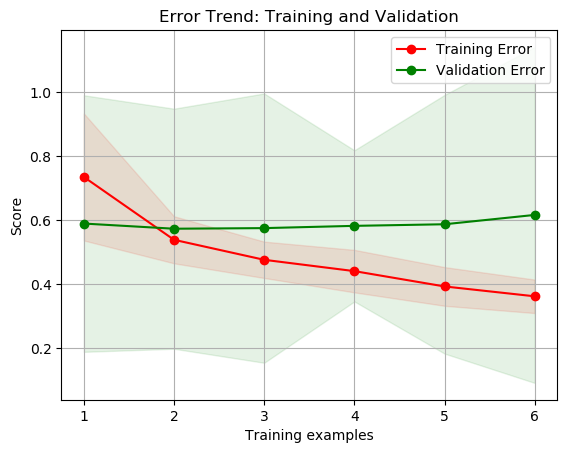 Error Trend: Training and Validation
Training Error
Validation Error
Score
1.0
0.8
0.6
0.4
0.2
1 2 3 4 5 6
Training examples